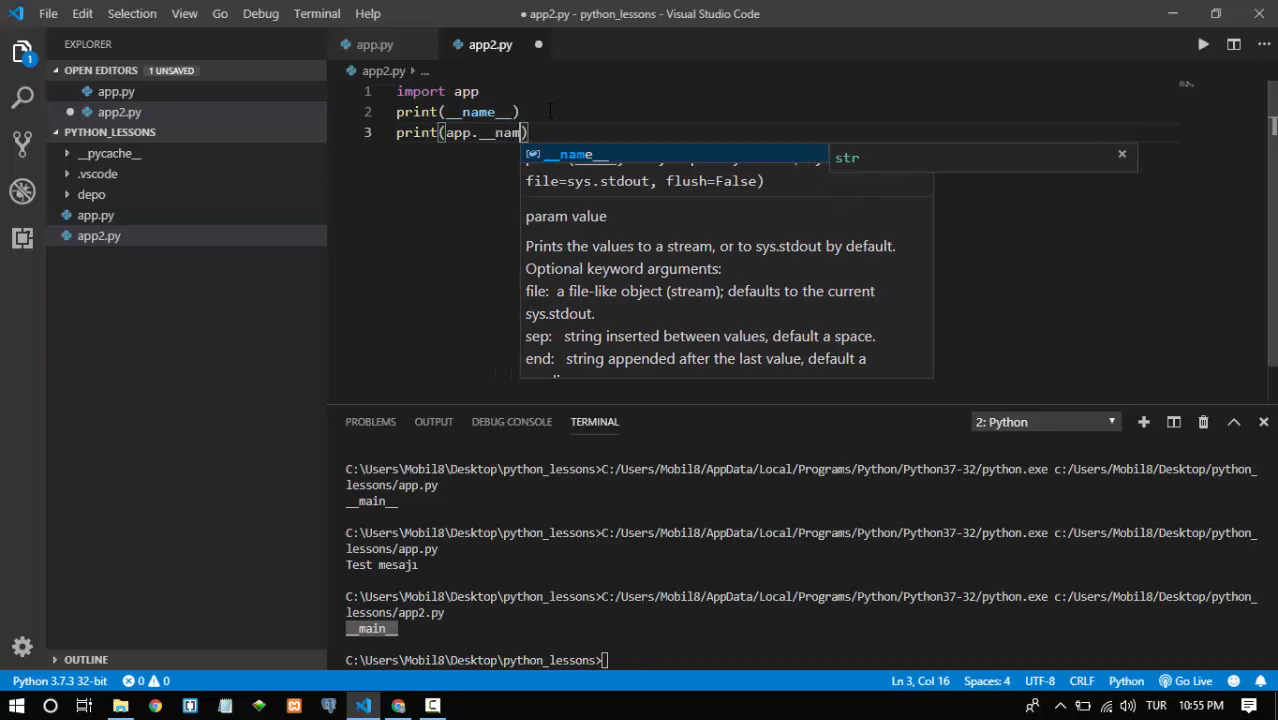 File Edit Selection View Go Debug Terminal Help
● app2.py - python_lessons - Visual Studio Code
EXPLORER
OPEN EDITORS 1 UNSAVED
app.py
app2.py
PYTHON_LESSONS
__pycache__
.vscode
depo
app.py
app2.py
OUTLINE
1
app.py app2.py
app2.py ...
1 import app
2 print(__name__)
3 print(app.__nam)
__name__
str
file=sys.stdout, flush=False)
param value
Prints the values to a stream, or to sys.stdout by default.
Optional keyword arguments:
file: a file-like object (stream); defaults to the current
sys.stdout.
sep: string inserted between values, default a space.
end: string appended after the last value, default a
PROBLEMS OUTPUT DEBUG CONSOLE TERMINAL 2: Python
C:\Users\Mobil8\Desktop\python_lessons>C:/Users/Mobil8/AppData/Local/Programs/Python/Python37-32/python.exe c:/Users/Mobil8/Desktop/python_
lessons/app.py
__main__
C:\Users\Mobil8\Desktop\python_lessons>C:/Users/Mobil8/AppData/Local/Programs/Python/Python37-32/python.exe c:/Users/Mobil8/Desktop/python_
lessons/app.py
Test mesajı
C:\Users\Mobil8\Desktop\python_lessons>C:/Users/Mobil8/AppData/Local/Programs/Python/Python37-32/python.exe c:/Users/Mobil8/Desktop/python_
lessons/app2.py
__main__
C:\Users\Mobil8\Desktop\python_lessons>
Python 3.7.3 32-bit 0 0 Ln 3, Col 16 Spaces: 4 UTF-8 CRLF Python Go Live
TUR 10:55 PM